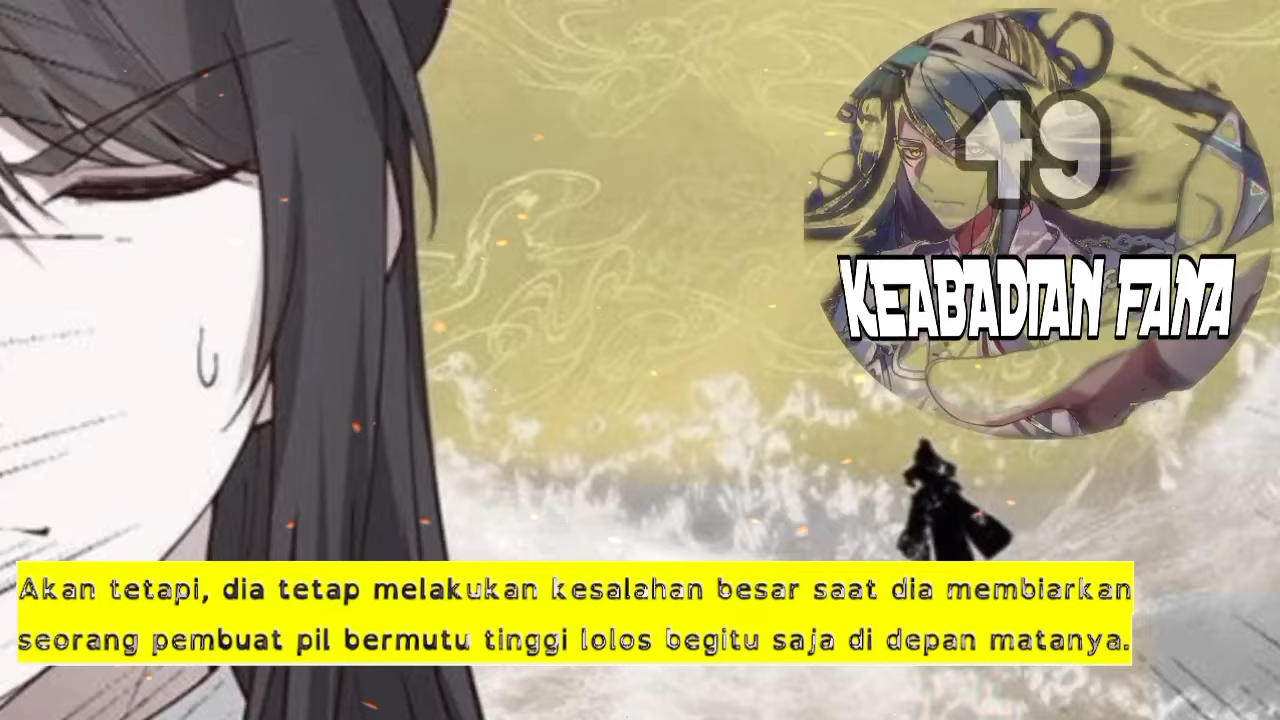 49
KEABADIAN FANA
Akan tetapi, dia tetap melakukan kesalahan besar saat dia membiarkan
seorang pembuat pil bermutu tinggi lolos begitu saja di depan matanya.